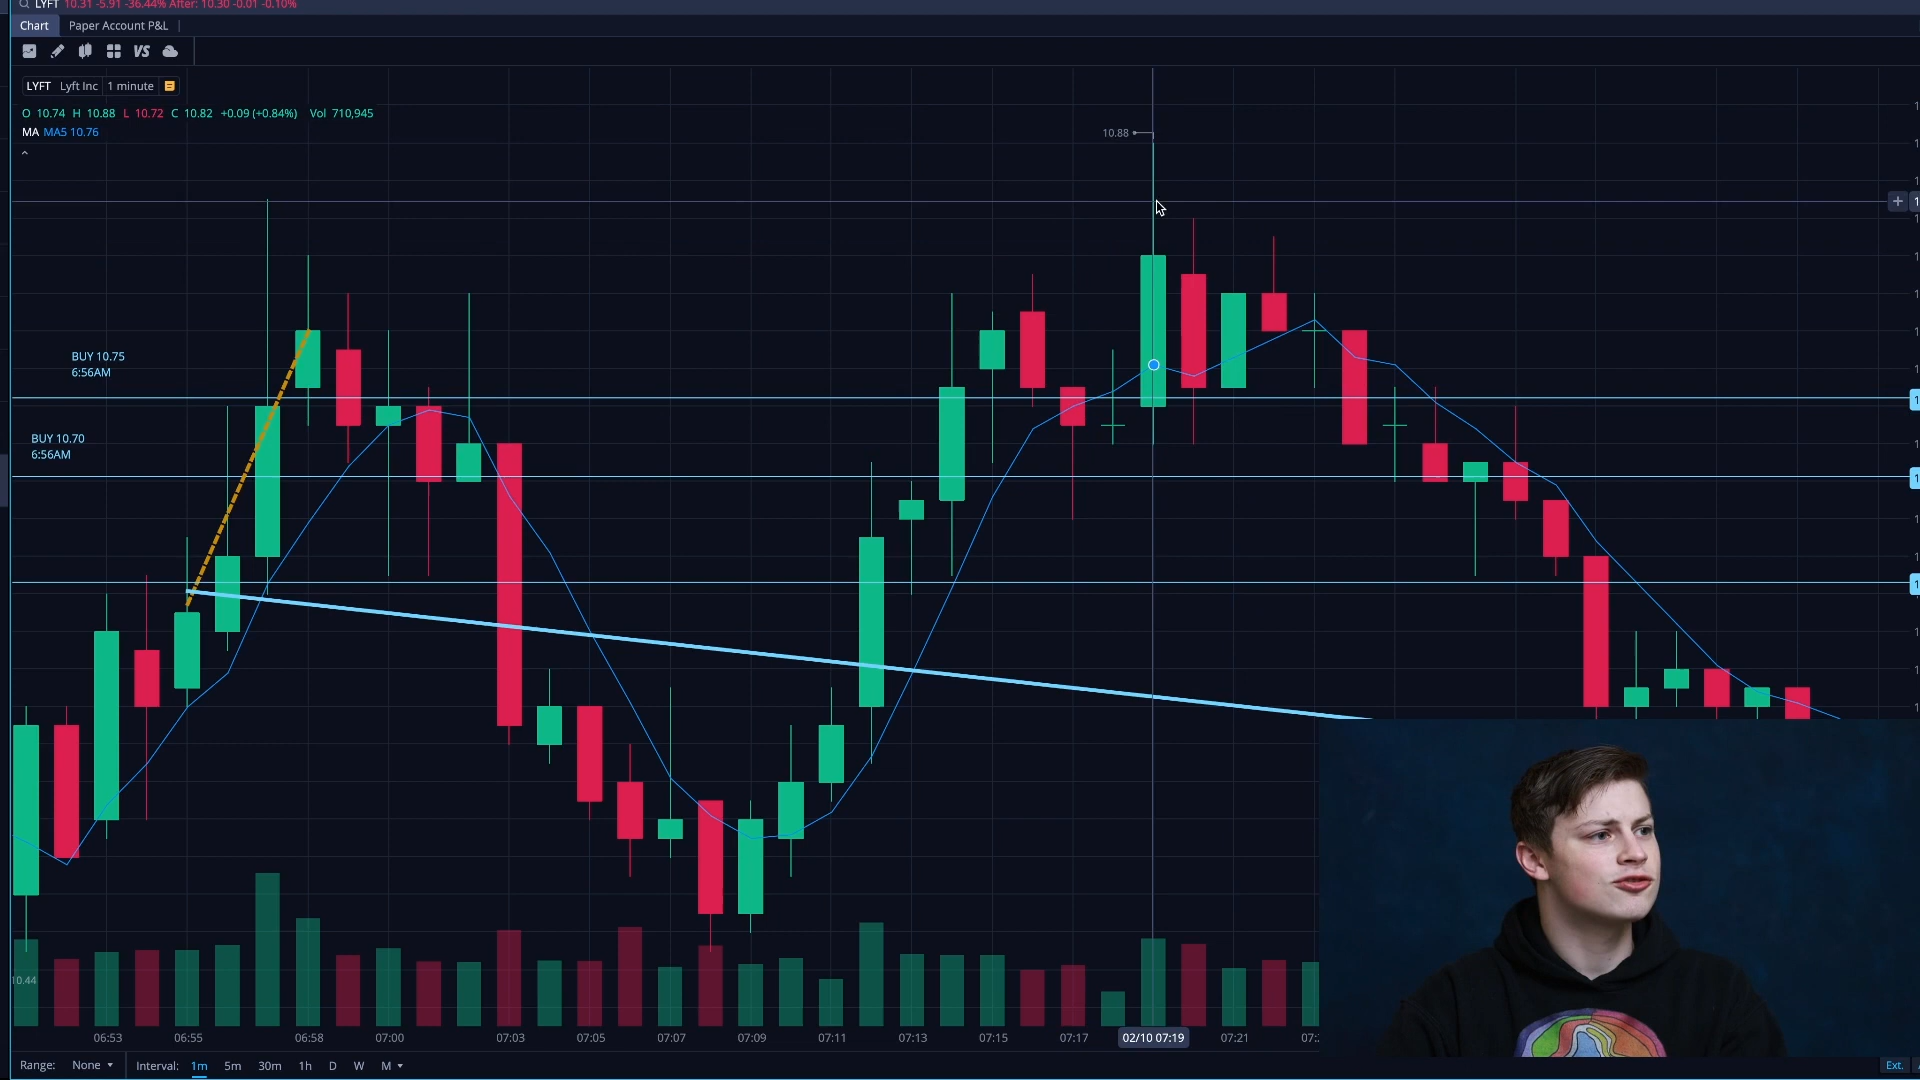 LYFT 10.31 -5.91 -36.44% After: 10.30 -0.01 -0.10%
Chart Paper Account P&L
VS
LYFT Lyft Inc 1 minute
O 10.74 H 10.88 L 10.72 C 10.82 +0.09 (+0.84%) Vol 710,945
MA MA5 10.76
10.88
BUY 10.75
6:56AM
BUY 10.70
6:56AM
10.44
06:53 06:55 06:58 07:00 07:03 07:05 07:07 07:09 07:11 07:13 07:15 07:17 02/10 07:19 07:21
Range: None Interval: 1m 5m 30m 1h D W M Ext.